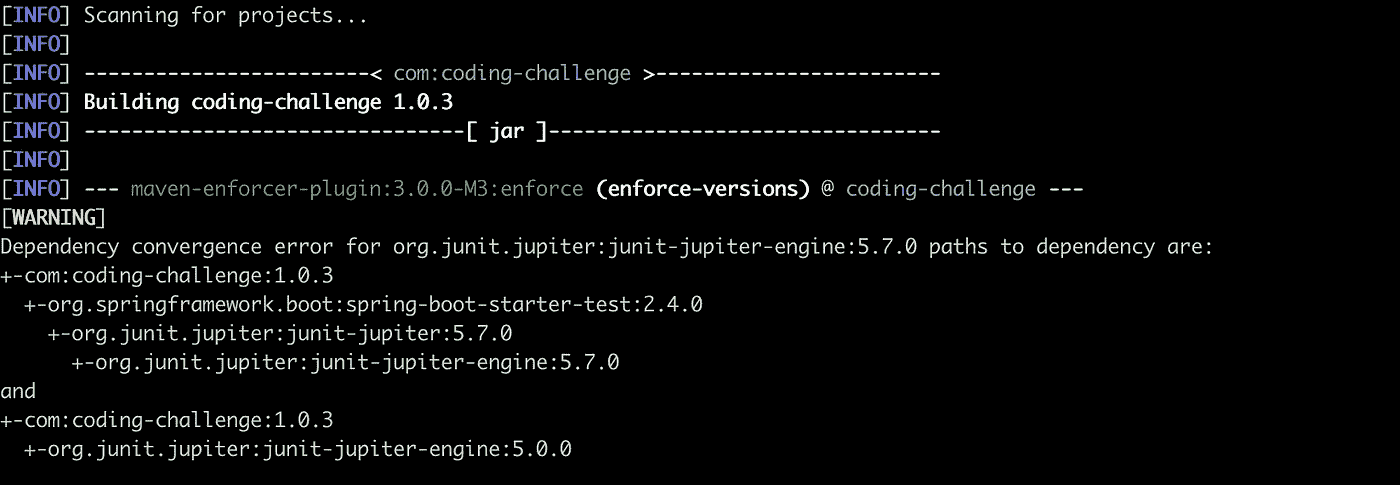 [INFO] Scanning for projects...
[INFO]
[INFO] ------------------------< com:coding-challenge >------------------------
[INFO] Building coding-challenge 1.0.3
[INFO] --------------------------------[ jar ]---------------------------------
[INFO]
[INFO] --- maven-enforcer-plugin:3.0.0-M3:enforce (enforce-versions) @ coding-challenge ---
[WARNING]
Dependency convergence error for org.junit.jupiter:junit-jupiter-engine:5.7.0 paths to dependency are:
+-com:coding-challenge:1.0.3
  +-org.springframework.boot:spring-boot-starter-test:2.4.0
    +-org.junit.jupiter:junit-jupiter:5.7.0
      +-org.junit.jupiter:junit-jupiter-engine:5.7.0
and
+-com:coding-challenge:1.0.3
  +-org.junit.jupiter:junit-jupiter-engine:5.0.0